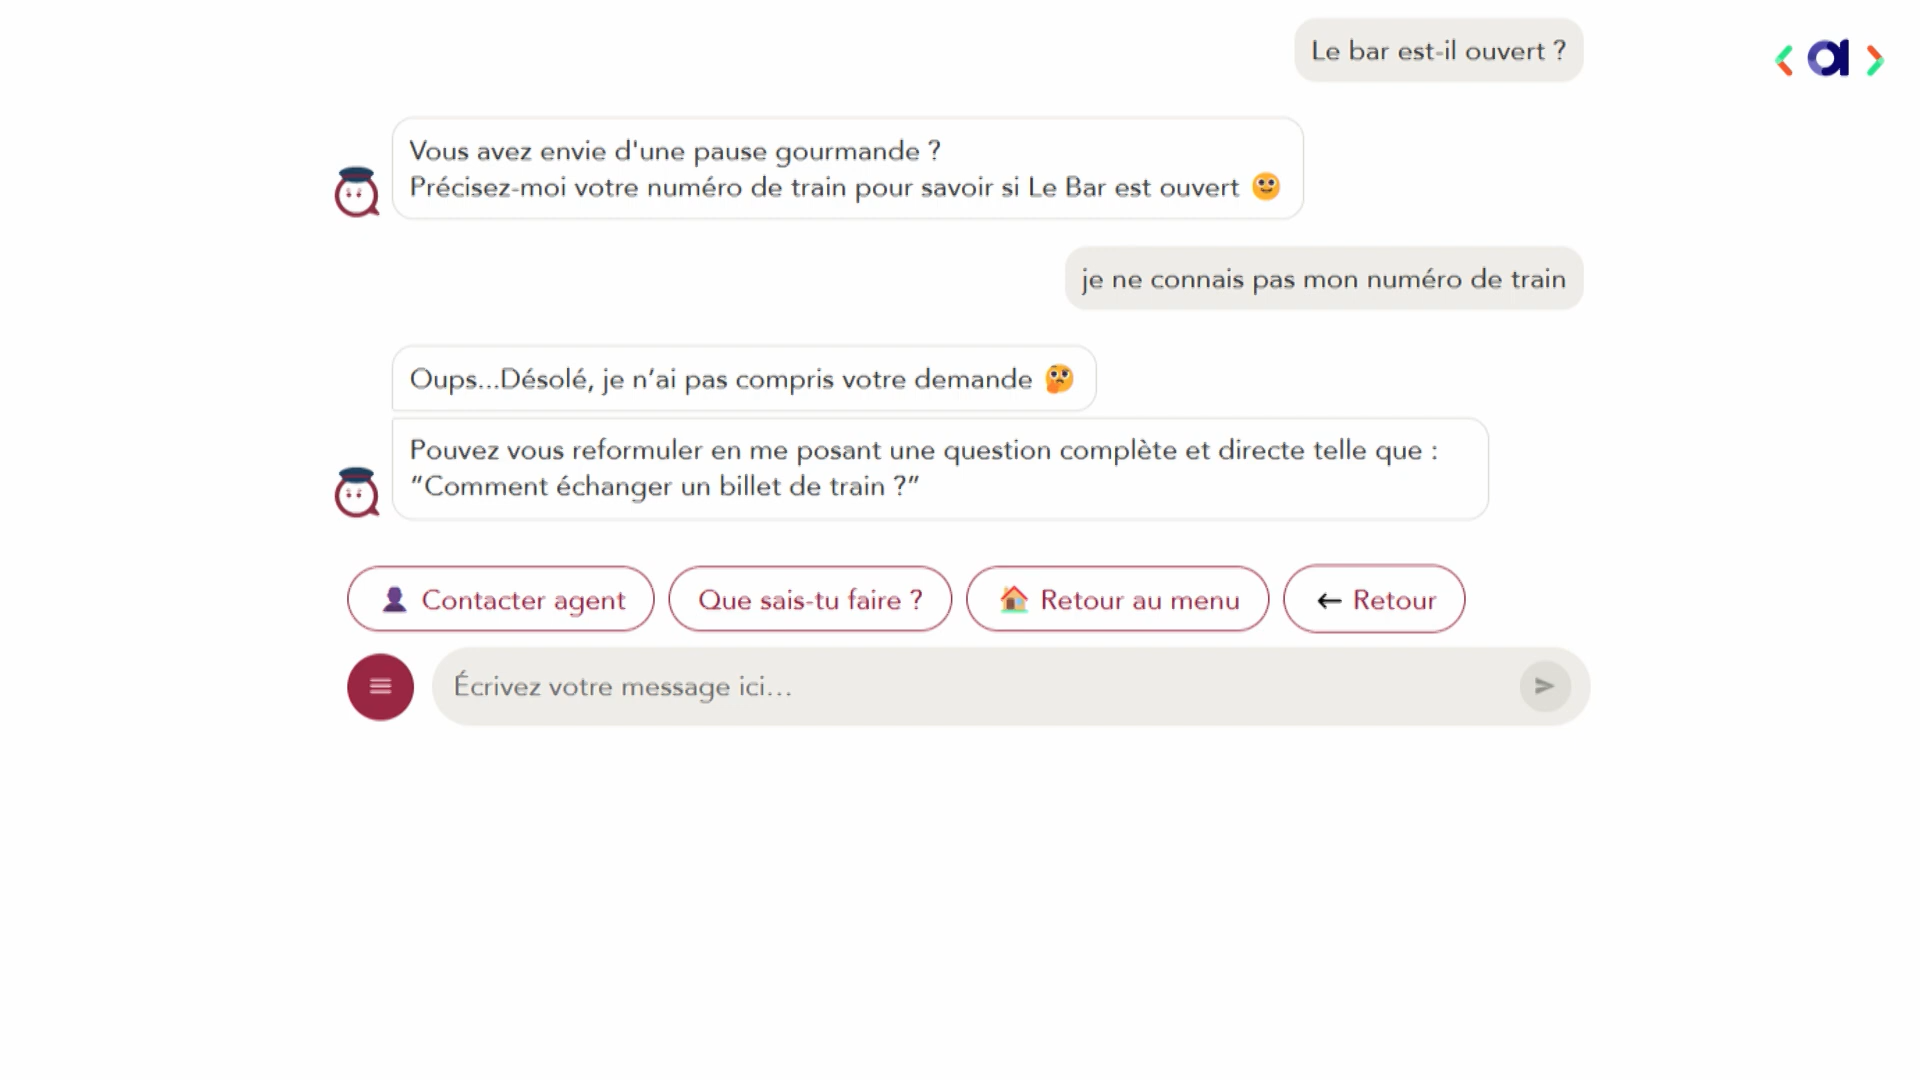 Le bar est-il ouvert ?
Vous avez envie d'une pause gourmande ?
Précisez-moi votre numéro de train pour savoir si Le Bar est ouvert
je ne connais pas mon numéro de train
Oups...Désolé, je n’ai pas compris votre demande
Pouvez vous reformuler en me posant une question complète et directe telle que :
“Comment échanger un billet de train ?”
Contacter agent
Que sais-tu faire ?
Retour au menu
← Retour
Écrivez votre message ici...